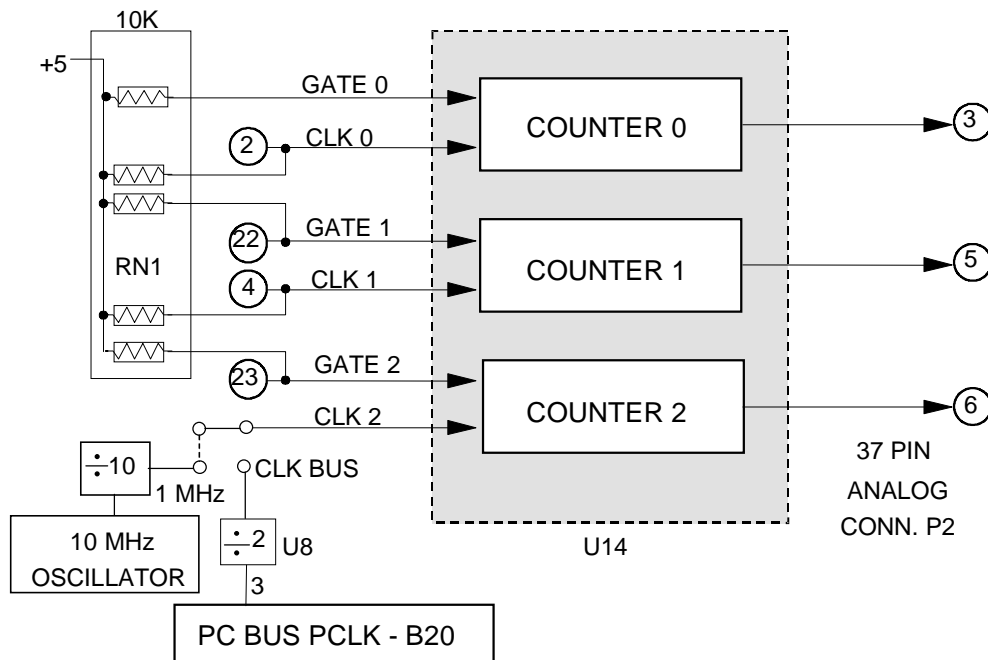 10K
+5
GATE 0
COUNTER 0
3
2
CLK 0
22
GATE 1
RN1
4
CLK 1
COUNTER 1
5
23
GATE 2
CLK 2
COUNTER 2
6
÷10
1 MHz
CLK BUS
10 MHz
OSCILLATOR
÷2
U8
3
U14
37 PIN
ANALOG
CONN. P2
PC BUS PCLK - B20